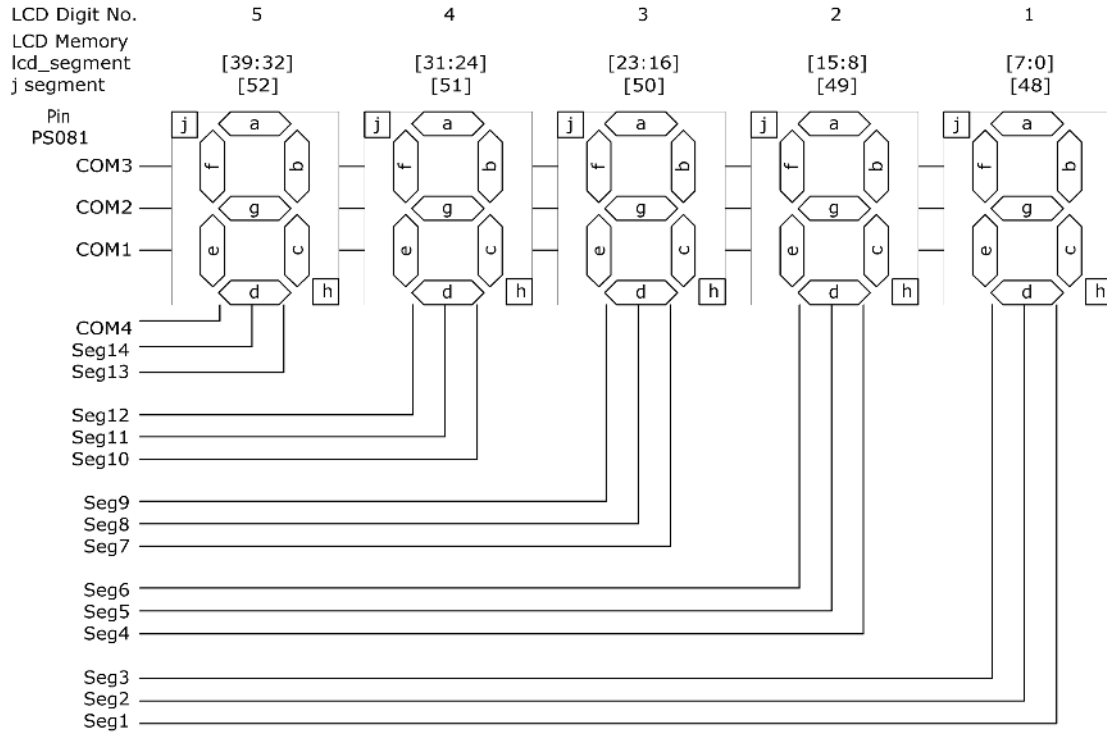 LCD Digit No. 5 4 3 2 1
LCD Memory
lcd_segment [39:32] [31:24] [23:16] [15:8] [7:0]
j segment [52] [51] [50] [49] [48]
Pin
PS081
j a j a j a j a j a
COM3 f b f b f b f b f b
COM2 g g g g g
COM1 e c e c e c e c e c
d h d h d h d h d h
COM4
Seg14
Seg13
Seg12
Seg11
Seg10
Seg9
Seg8
Seg7
Seg6
Seg5
Seg4
Seg3
Seg2
Seg1